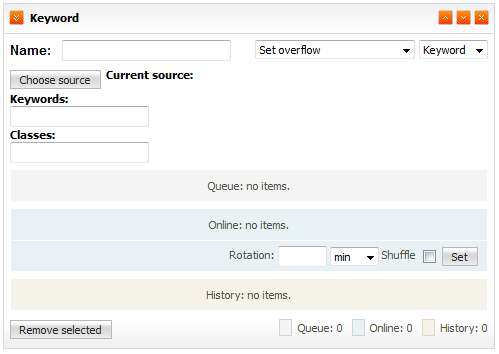 Keyword
Name: Set overflow Keyword
Choose source Current source:
Keywords:
Classes:
Queue: no items.
Online: no items.
Rotation: min Shuffle Set
History: no items.
Remove selected Queue: 0 Online: 0 History: 0